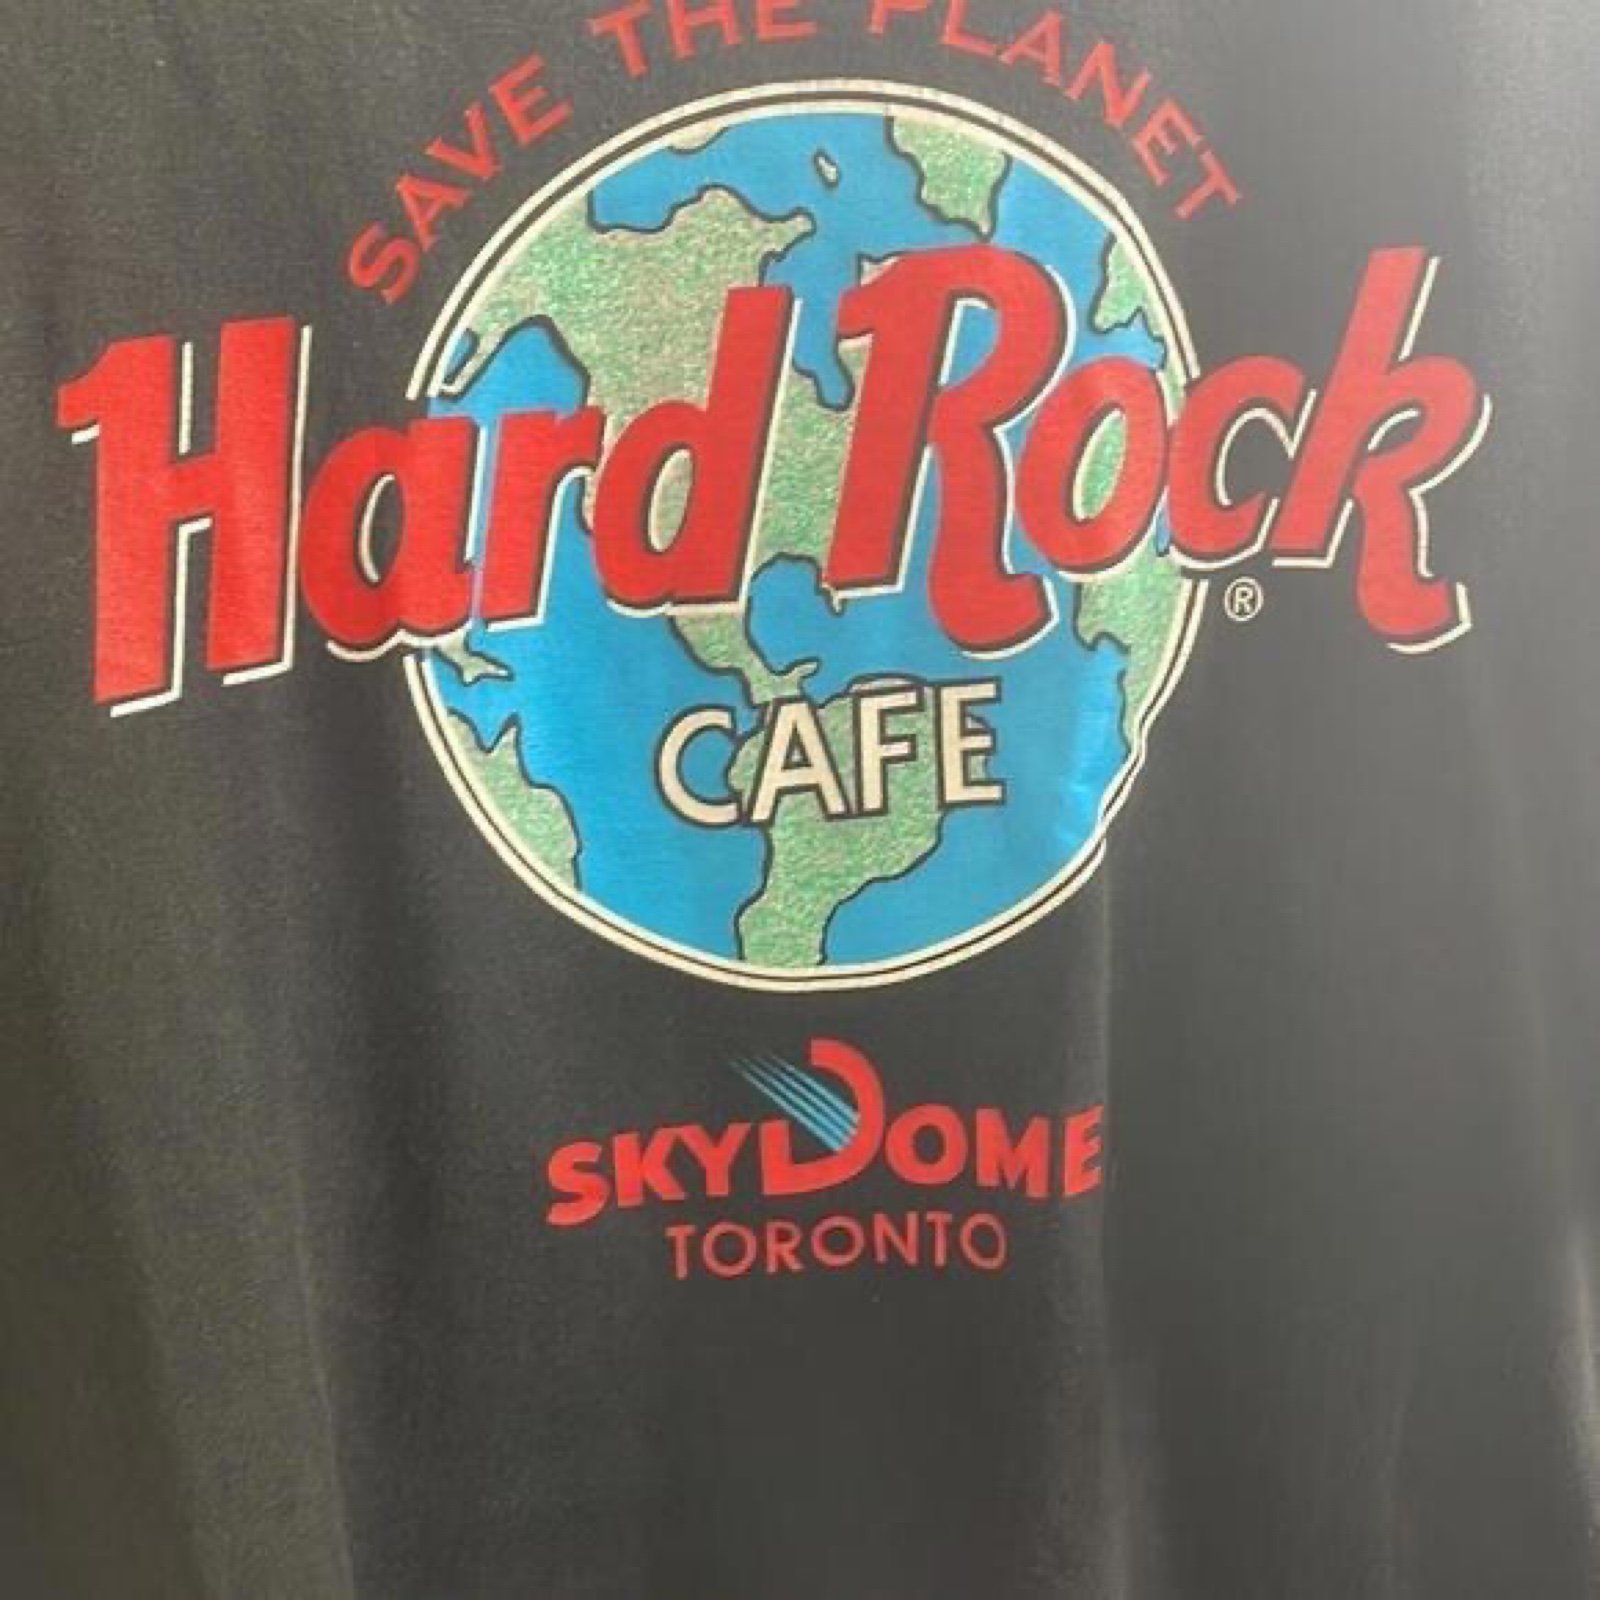 SAVE THE PLANET
Hard Rock
®
CAFE
SKYDOME
TORONTO